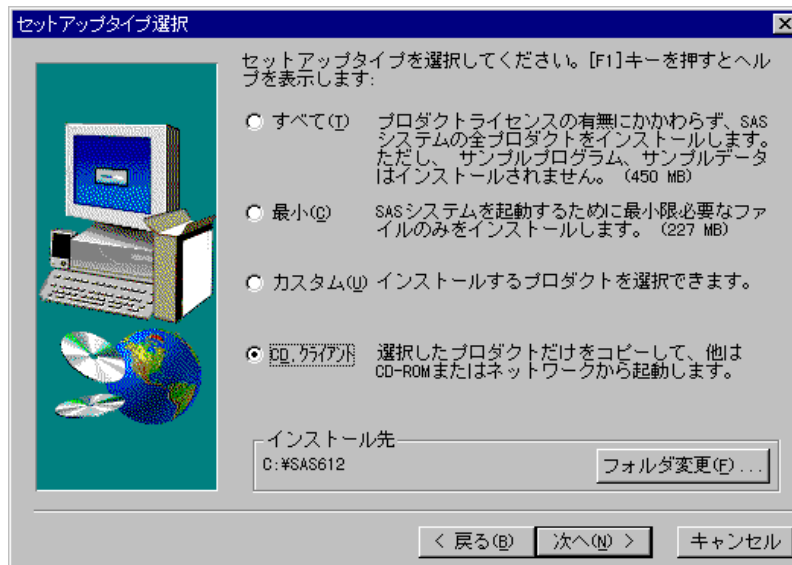 セットアップタイプ選択
セットアップタイプを選択してください。[F1]キーを押すとヘル
プを表示します:
すべて(T) プロダクトライセンスの有無にかかわらず、SAS
システムの全プロダクトをインストールします。
ただし、 サンプルプログラム、サンプルデータ
はインストールされません。 (450 MB)
最小(C) SASシステムを起動するために最小限必要なファ
イルのみをインストールします。 (227 MB)
カスタム(U) インストールするプロダクトを選択できます。
CD,クライアント 選択したプロダクトだけをコピーして、他は
CD-ROMまたはネットワークから起動します。
インストール先
C:¥SAS612
フォルダ変更(F)...
< 戻る(B) 次へ(N) > キャンセル